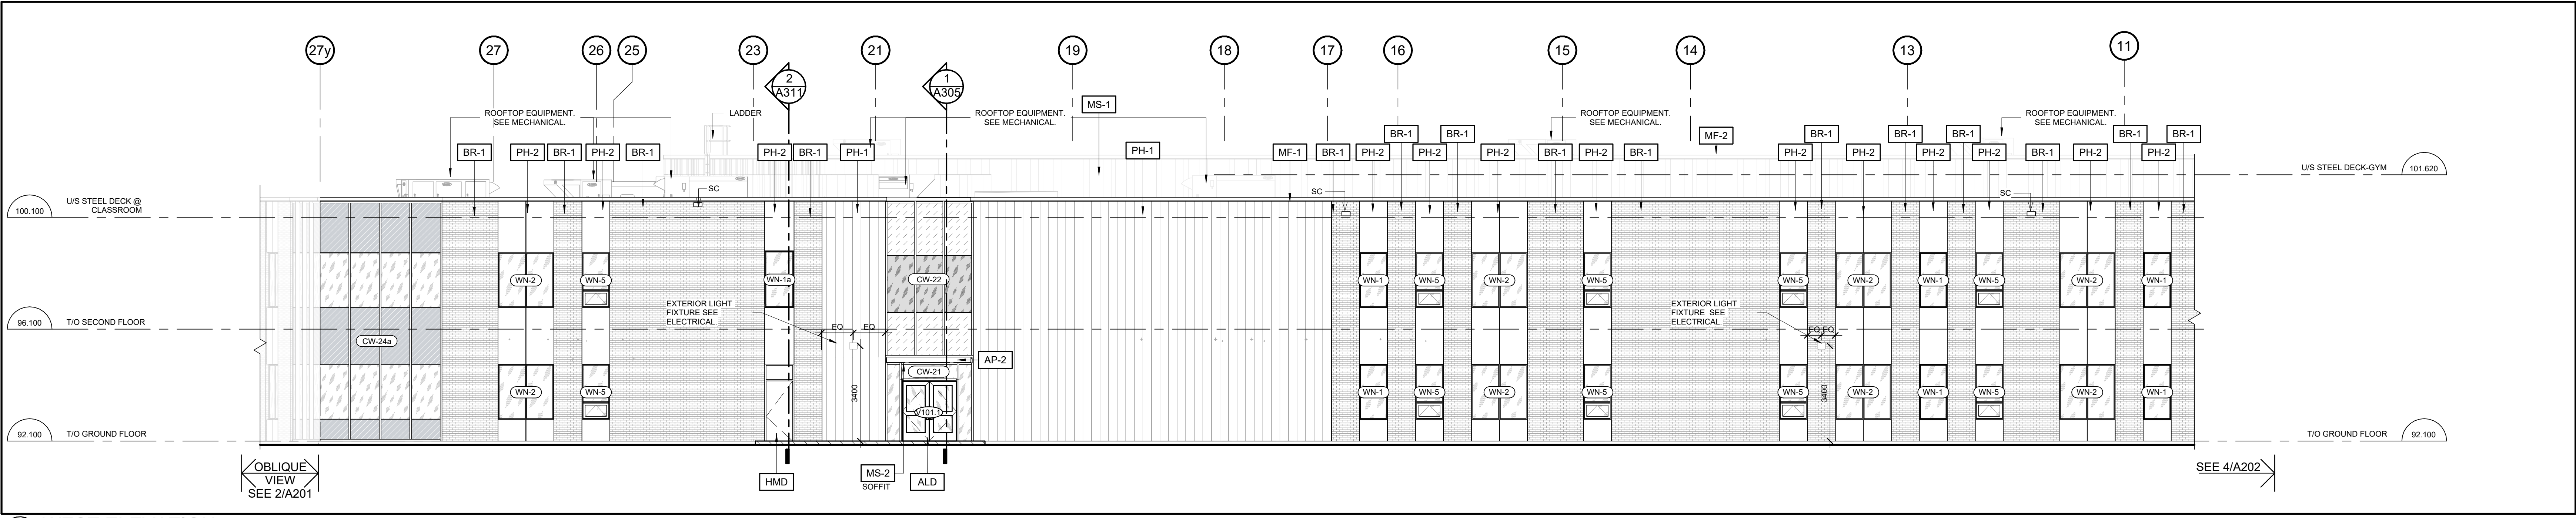 27y
27
26
25
23
21
19
18
17
16
15
14
13
11
2
A311
1
A305
ROOFTOP EQUIPMENT.
SEE MECHANICAL.
LADDER
ROOFTOP EQUIPMENT.
SEE MECHANICAL.
MS-1
ROOFTOP EQUIPMENT.
SEE MECHANICAL.
MF-2
ROOFTOP EQUIPMENT.
SEE MECHANICAL.
BR-1
BR-1
BR-1
BR-1
BR-1
BR-1
BR-1
BR-1
PH-2
BR-1
PH-2
BR-1
PH-2
BR-1
PH-1
PH-1
MF-1
BR-1
PH-2
PH-2
PH-2
BR-1
PH-2
BR-1
PH-2
PH-2
PH-2
PH-2
BR-1
PH-2
PH-2
U/S STEEL DECK-GYM
101.620
100.100
U/S STEEL DECK @
CLASSROOM
SC
SC
SC
WN-2
WN-5
WN-1a
CW-22
WN-1
WN-5
WN-2
WN-5
WN-5
WN-2
WN-1
WN-5
WN-2
WN-1
EXTERIOR LIGHT
FIXTURE SEE
ELECTRICAL.
EXTERIOR LIGHT
FIXTURE SEE
ELECTRICAL.
96.100
T/O SECOND FLOOR
EQ
EQ
EQ
EQ
CW-24a
AP-2
CW-21
WN-2
WN-5
3400
V101.1
WN-1
WN-5
WN-2
WN-5
WN-5
3400
WN-2
WN-1
WN-5
WN-2
WN-1
92.100
T/O GROUND FLOOR
T/O GROUND FLOOR
92.100
OBLIQUE
VIEW
SEE 2/A201
HMD
MS-2
SOFFIT
ALD
SEE 4/A202